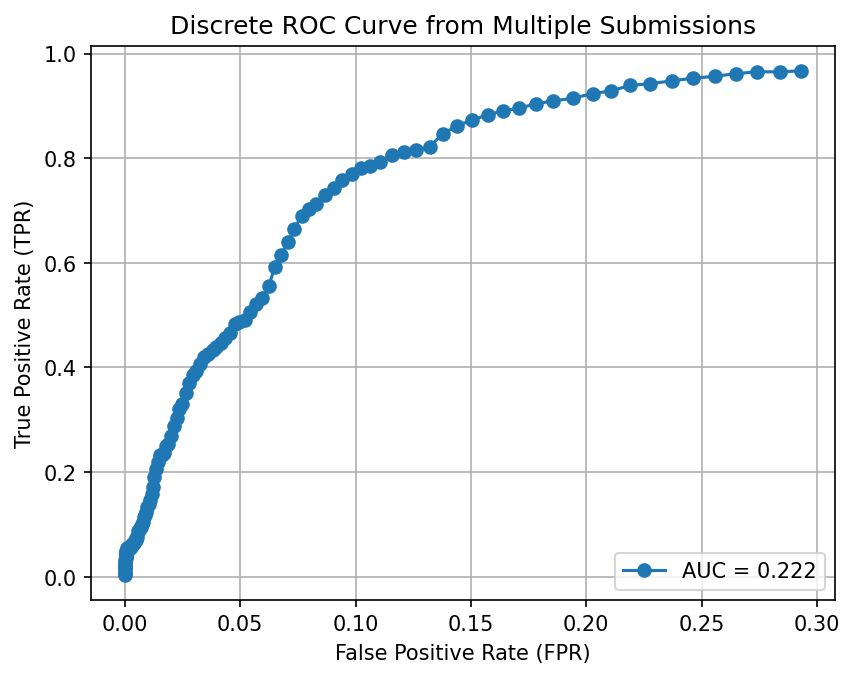 Discrete ROC Curve from Multiple Submissions
True Positive Rate (TPR)
1.0
0.8
0.6
0.4
0.2
0.0
AUC = 0.222
0.00 0.05 0.10 0.15 0.20 0.25 0.30
False Positive Rate (FPR)